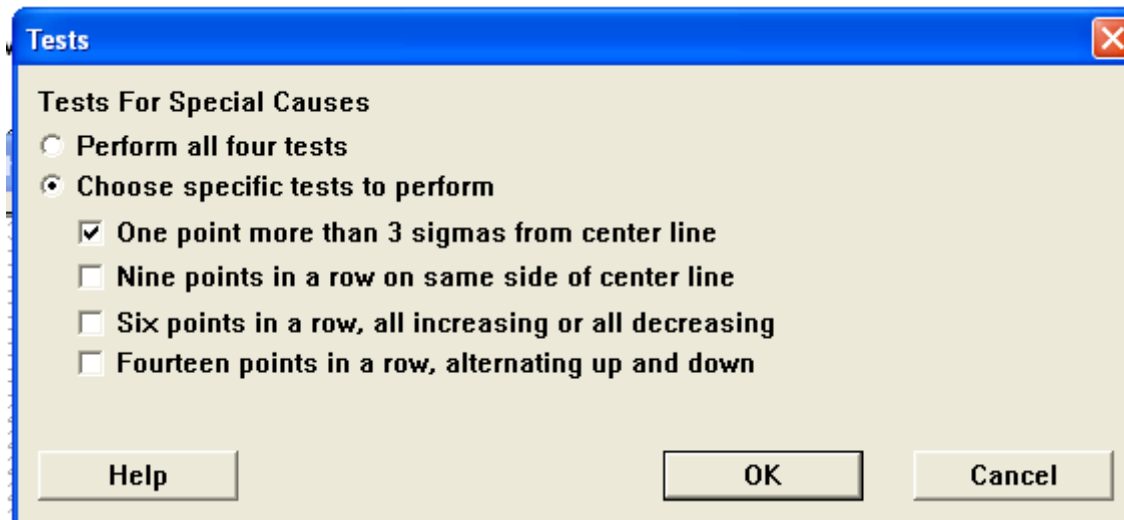 Tests
Tests For Special Causes
Perform all four tests
Choose specific tests to perform
One point more than 3 sigmas from center line
Nine points in a row on same side of center line
Six points in a row, all increasing or all decreasing
Fourteen points in a row, alternating up and down
Help OK Cancel